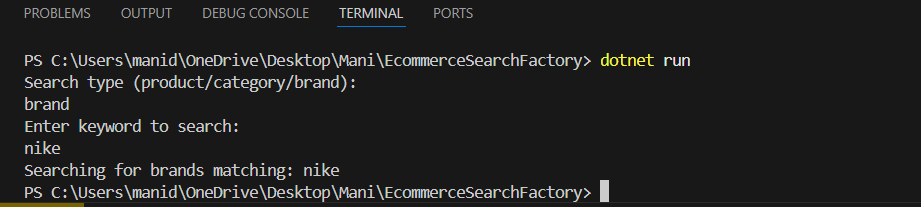 PROBLEMS OUTPUT DEBUG CONSOLE TERMINAL PORTS
PS C:\Users\manid\OneDrive\Desktop\Mani\EcommerceSearchFactory> dotnet run
Search type (product/category/brand):
brand
Enter keyword to search:
nike
Searching for brands matching: nike
PS C:\Users\manid\OneDrive\Desktop\Mani\EcommerceSearchFactory>